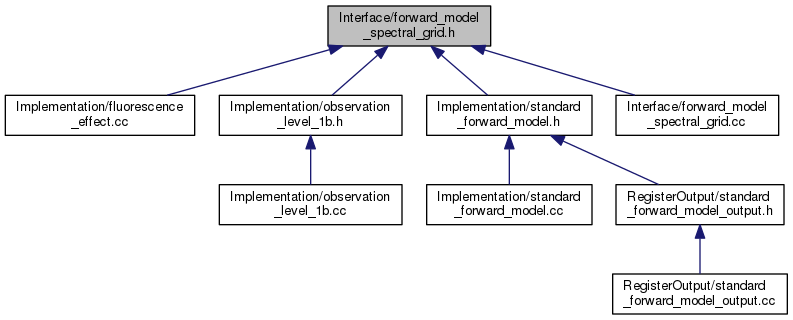 Interface/forward_model
_spectral_grid.h
Implementation/fluorescence
_effect.cc
Implementation/observation
_level_1b.h
Implementation/standard
_forward_model.h
Interface/forward_model
_spectral_grid.cc
Implementation/observation
_level_1b.cc
Implementation/standard
_forward_model.cc
RegisterOutput/standard
_forward_model_output.h
RegisterOutput/standard
_forward_model_output.cc